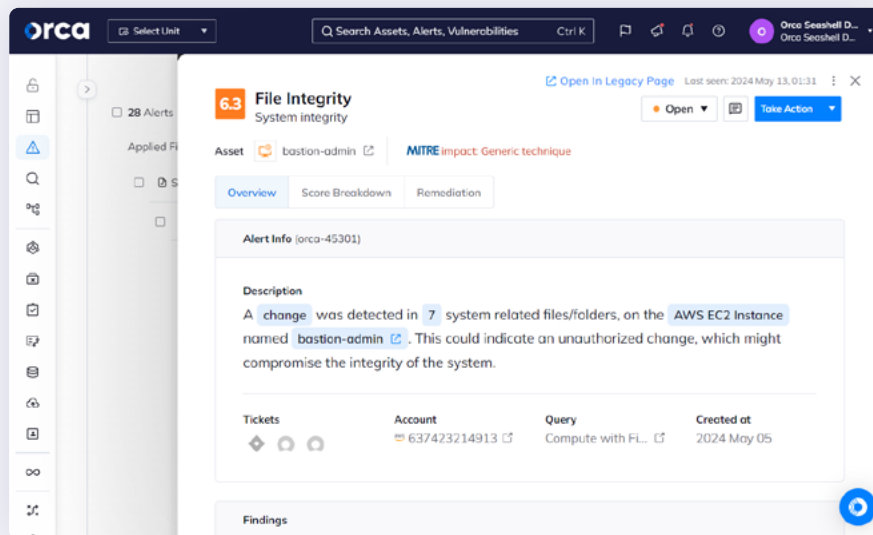 orca
Select Unit
Search Assets, Alerts, Vulnerabilities Ctrl K
O
Orca Seashell D...
Orca Seashell D...
Open In Legacy Page Last seen: 2024 May 13, 01:31
6.3 File Integrity
System integrity
Open
Take Action
28 Alerts
Applied Fi
S
Asset bastion-admin MITRE impact: Generic technique
Overview Score Breakdown Remediation
Alert Info (orca-45301)
Description
A change was detected in 7 system related files/folders, on the AWS EC2 Instance
named bastion-admin . This could indicate an unauthorized change, which might
compromise the integrity of the system.
Tickets Account Query Created at
637423214913 Compute with Fi... 2024 May 05
Findings